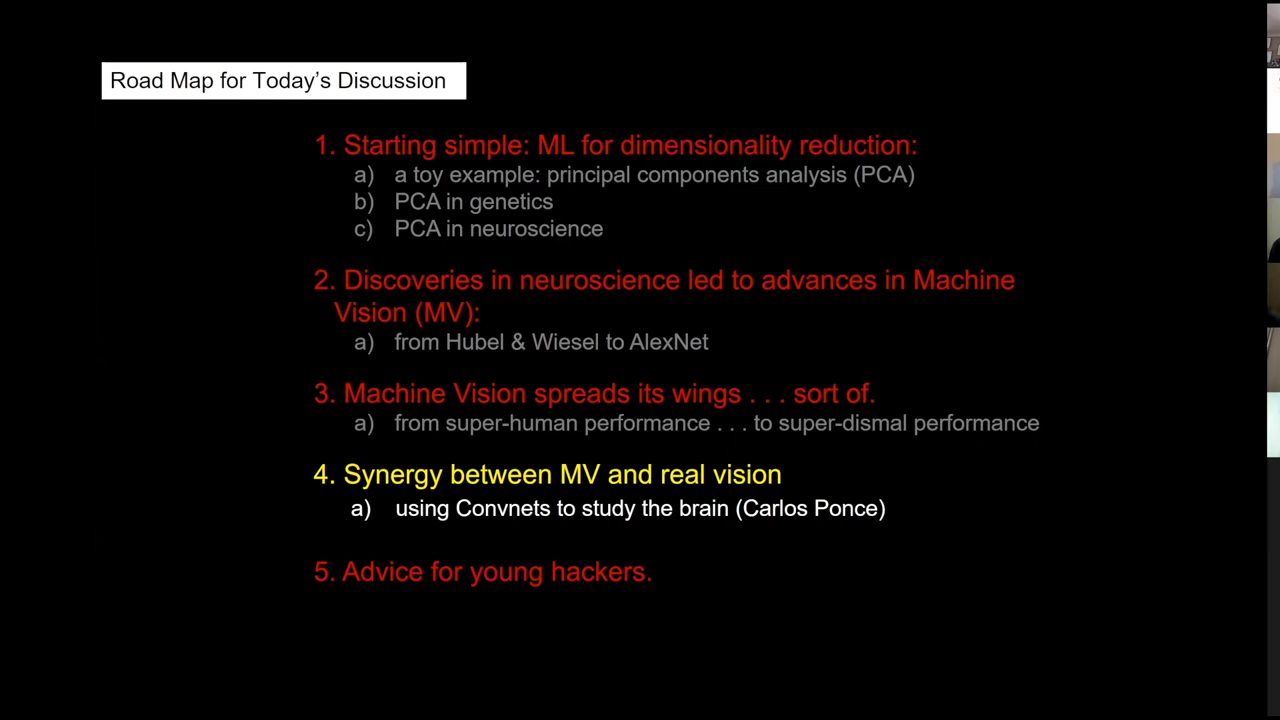 Road Map for Today's Discussion
1. Starting simple: ML for dimensionality reduction:
a) a toy example: principal components analysis (PCA)
b) PCA in genetics
c) PCA in neuroscience
2. Discoveries in neuroscience led to advances in Machine
Vision (MV):
a) from Hubel & Wiesel to AlexNet
3. Machine Vision spreads its wings . . . sort of.
a) from super-human performance . . . to super-dismal performance
4. Synergy between MV and real vision
a) using Convnets to study the brain (Carlos Ponce)
5. Advice for young hackers.